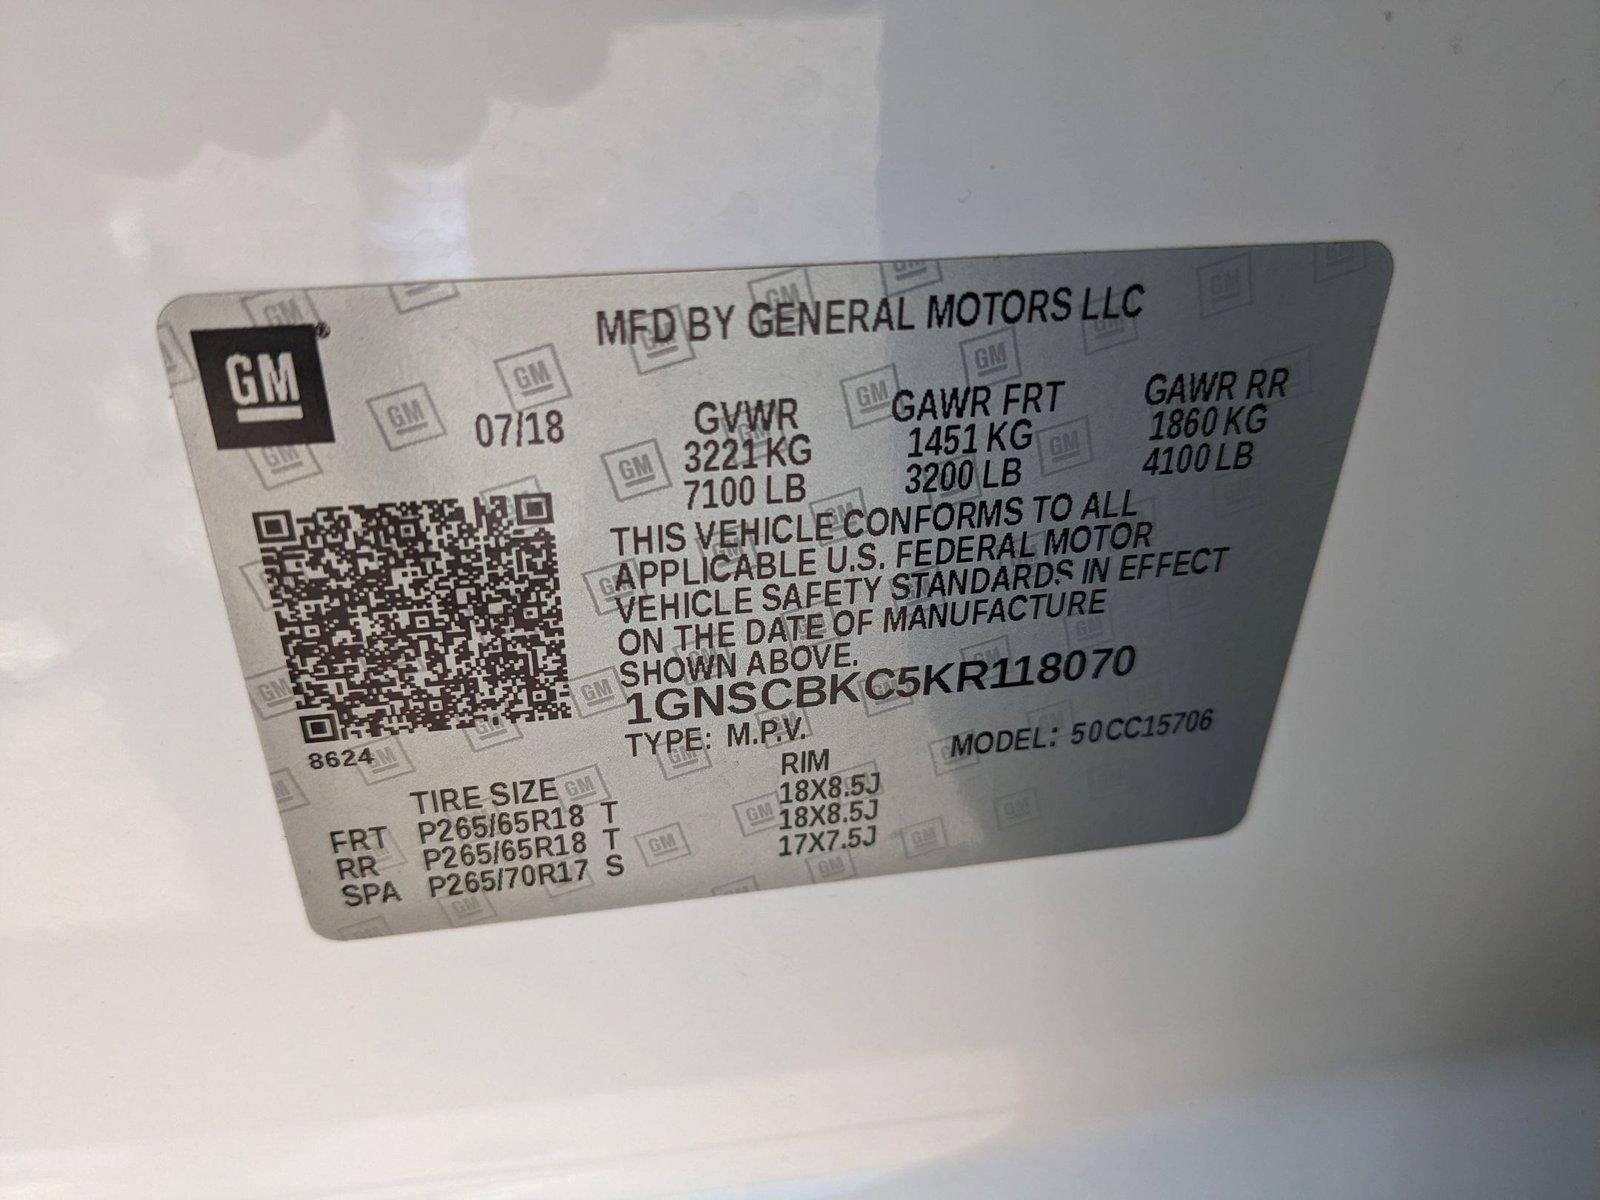 GM®
MFD BY GENERAL MOTORS LLC
07/18
GVWR GAWR FRT GAWR RR
3221 KG 1451 KG 1860 KG
7100 LB 3200 LB 4100 LB
THIS VEHICLE CONFORMS TO ALL
APPLICABLE U.S. FEDERAL MOTOR
VEHICLE SAFETY STANDARDS IN EFFECT
ON THE DATE OF MANUFACTURE
SHOWN ABOVE.
1GNSCBKC5KR118070
TYPE: M.P.V. MODEL: 50CC15706
8624
TIRE SIZE RIM
FRT P265/65R18 T 18X8.5J
RR P265/65R18 T 18X8.5J
SPA P265/70R17 S 17X7.5J